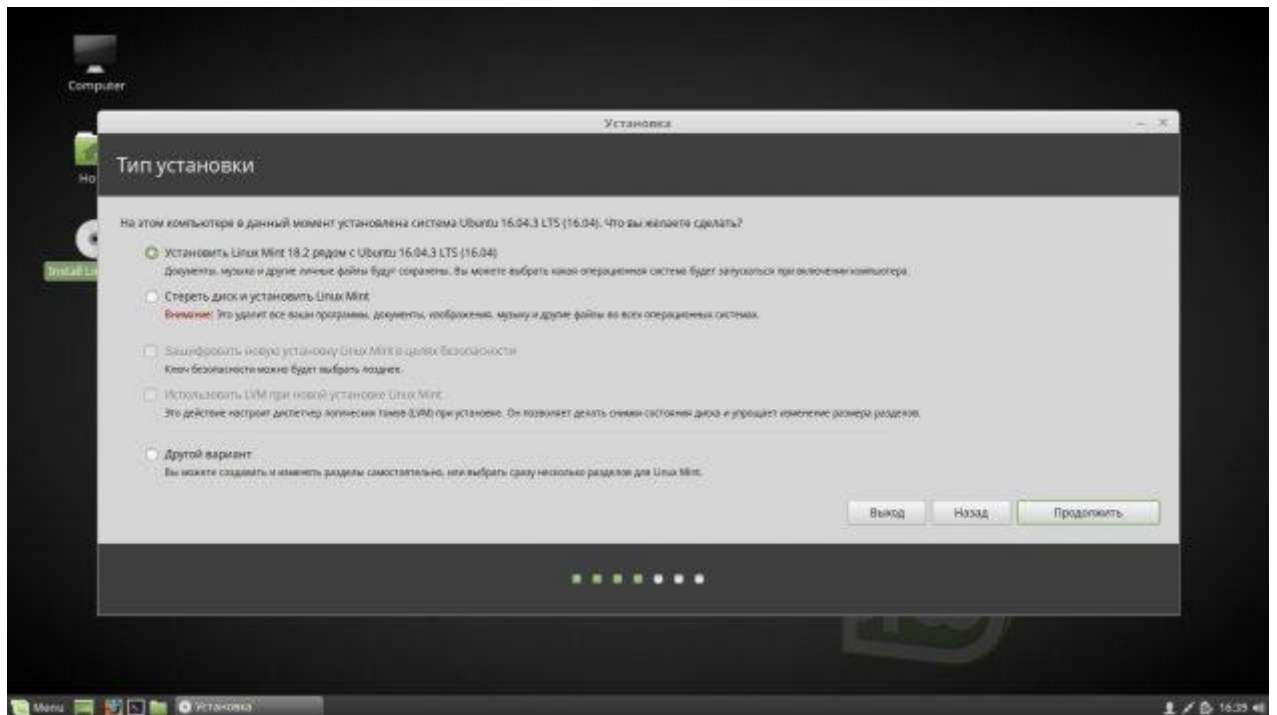 Computer
Установка
Тип установки
Ho
На этом компьютере в данный момент установлена система Ubuntu 16.04.3 LTS (16.04). Что вы желаете сделать?
Установить Linux Mint 18.2 рядом с Ubuntu 16.04.3 LTS (16.04)
Документы, музыка и другие личные файлы будут сохранены. Вы можете выбрать какая операционная система будет запускаться при включении компьютера.
Install Li
Стереть диск и установить Linux Mint
Внимание: Это удалит все ваши программы, документы, изображения, музыку и другие файлы во всех операционных системах.
Зашифровать новую установку Linux Mint в целях безопасности
Ключ безопасности можно будет выбрать позднее.
Использовать LVM при новой установке Linux Mint
Это действие настроит диспетчер логических томов (LVM) при установке. Он позволяет делать снимки состояния диска и упрощает изменение размера разделов.
Другой вариант
Вы можете создавать и изменять разделы самостоятельно, или выбрать сразу несколько разделов для Linux Mint.
Выход Назад Продолжить
Menu Установка 16:39